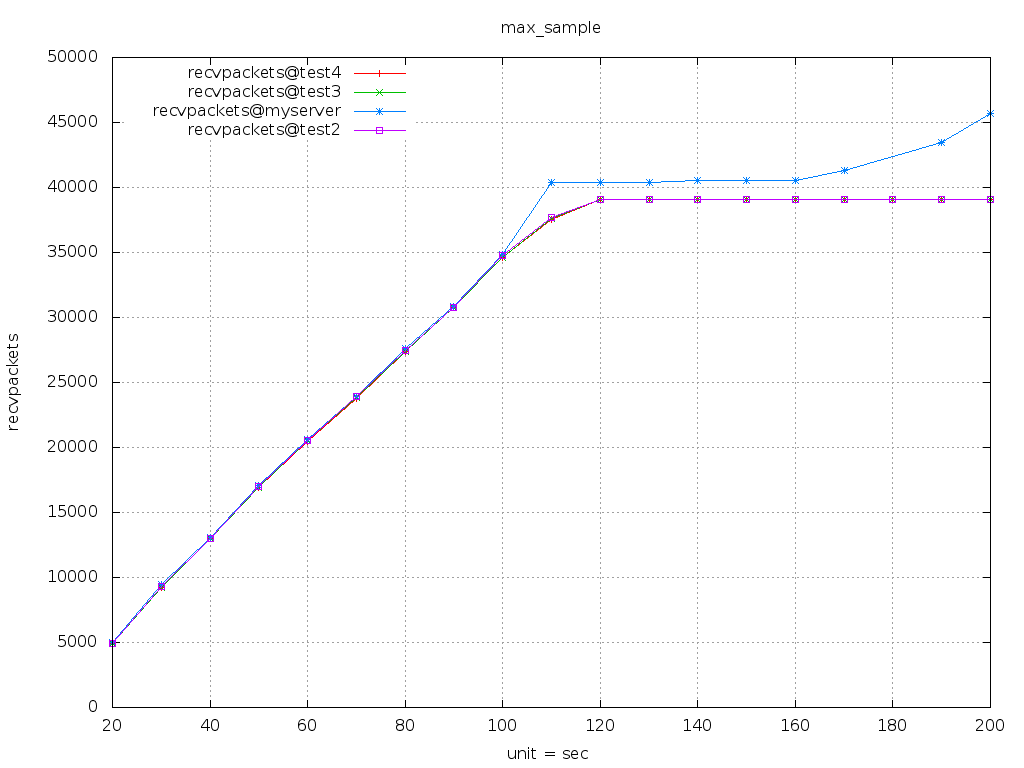 max_sample
recvpackets@test4
recvpackets@test3
recvpackets@myserver
recvpackets@test2
50000
45000
40000
35000
30000
25000
20000
15000
10000
5000
0
recvpackets
20 40 60 80 100 120 140 160 180 200
unit = sec